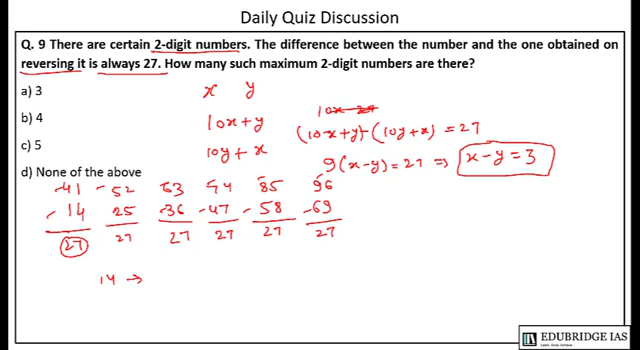 Daily Quiz Discussion
Q. 9 There are certain 2-digit numbers. The difference between the number and the one obtained on
reversing it is always 27. How many such maximum 2-digit numbers are there?
a) 3
x y
b) 4
10x+y
(10x+y)-(10y+x) = 27
c) 5
10y+x
9(x-y)=27 ⇒ x-y=3
d) None of the above
41 52 63 74 85 96
-14 25 -36 -47 -58 -69
27 27 27 27 27 27
14 →
EDUBRIDGE IAS